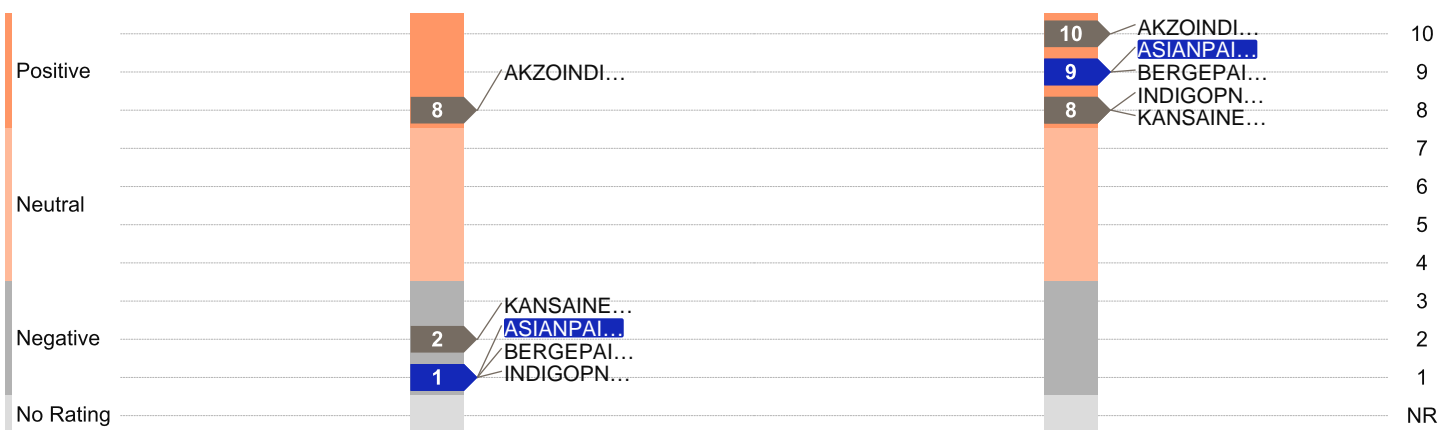 Positive
Neutral
Negative
No Rating
8
AKZOINDI...
2
KANSAINE...
ASIANPAI...
1
BERGEPAI...
INDIGOPN...
10
AKZOINDI...
ASIANPAI...
9
BERGEPAI...
8
INDIGOPN...
KANSAINE...
10
9
8
7
6
5
4
3
2
1
NR